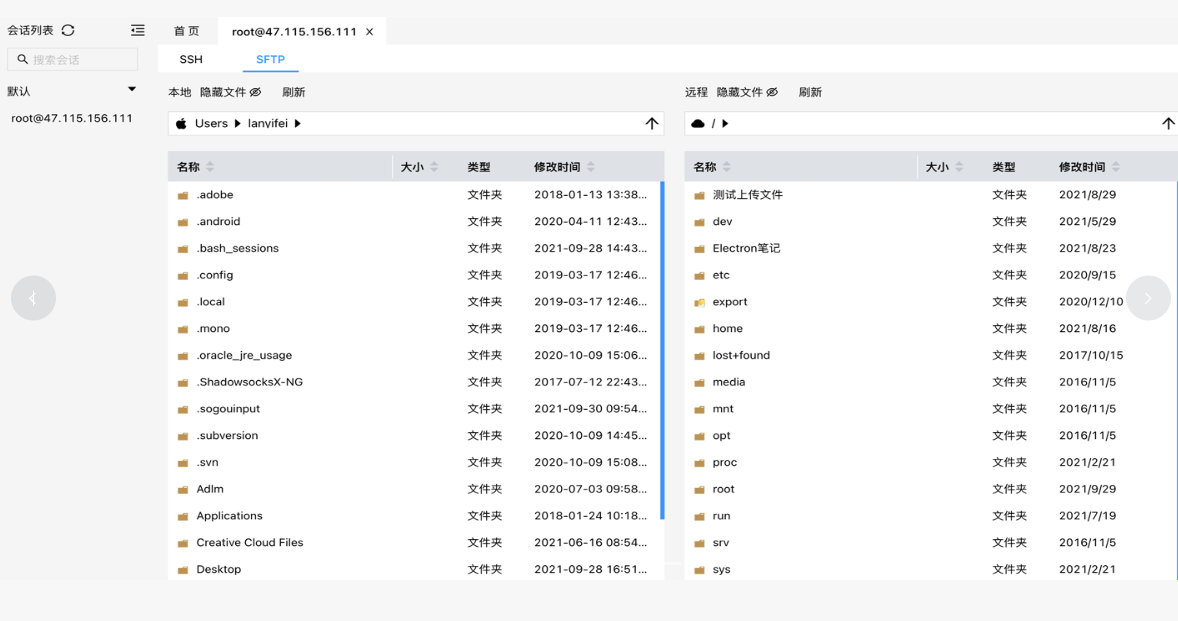 会话列表
搜索会话
默认
root@47.115.156.111
首页 root@47.115.156.111
SSH SFTP
本地 隐藏文件 刷新
Users lanyifei
名称 大小 类型 修改时间
.adobe 文件夹 2018-01-13 13:38...
.android 文件夹 2020-04-11 12:43...
.bash_sessions 文件夹 2021-09-28 14:43...
.config 文件夹 2019-03-17 12:46...
.local 文件夹 2019-03-17 12:46...
.mono 文件夹 2019-03-17 12:46...
.oracle_jre_usage 文件夹 2020-10-09 15:06...
.ShadowsocksX-NG 文件夹 2017-07-12 22:43...
.sogouinput 文件夹 2021-09-30 09:54...
.subversion 文件夹 2020-10-09 14:45...
.svn 文件夹 2020-10-09 15:08...
Adlm 文件夹 2020-07-03 09:58...
Applications 文件夹 2018-01-24 10:18...
Creative Cloud Files 文件夹 2021-06-16 08:54...
Desktop 文件夹 2021-09-28 16:51...
远程 隐藏文件 刷新
/
名称 大小 类型 修改时间
测试上传文件 文件夹 2021/8/29
dev 文件夹 2021/5/29
Electron笔记 文件夹 2021/8/23
etc 文件夹 2020/9/15
export 文件夹 2020/12/10
home 文件夹 2021/8/16
lost+found 文件夹 2017/10/15
media 文件夹 2016/11/5
mnt 文件夹 2016/11/5
opt 文件夹 2016/11/5
proc 文件夹 2021/2/21
root 文件夹 2021/9/29
run 文件夹 2021/7/19
srv 文件夹 2016/11/5
sys 文件夹 2021/2/21